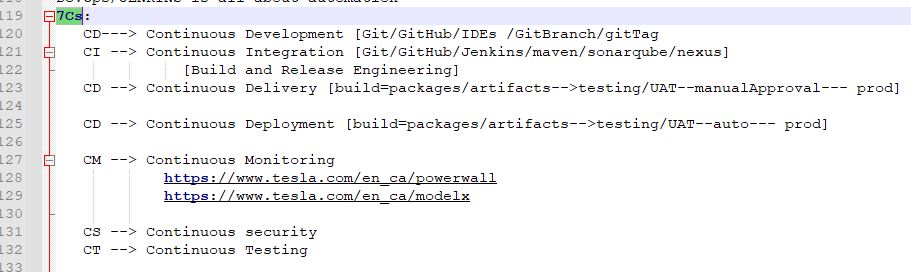 119 7Cs:
120 CD---> Continuous Development [Git/GitHub/IDEs /GitBranch/gitTag
121 CI --> Continuous Integration [Git/GitHub/Jenkins/maven/sonarqube/nexus]
122 [Build and Release Engineering]
123 CD --> Continuous Delivery [build=packages/artifacts-->testing/UAT--manualApproval--- prod]
124
125 CD --> Continuous Deployment [build=packages/artifacts-->testing/UAT--auto--- prod]
126
127 CM --> Continuous Monitoring
128 https://www.tesla.com/en_ca/powerwall
129 https://www.tesla.com/en_ca/modelx
130
131 CS --> Continuous security
132 CT --> Continuous Testing
133